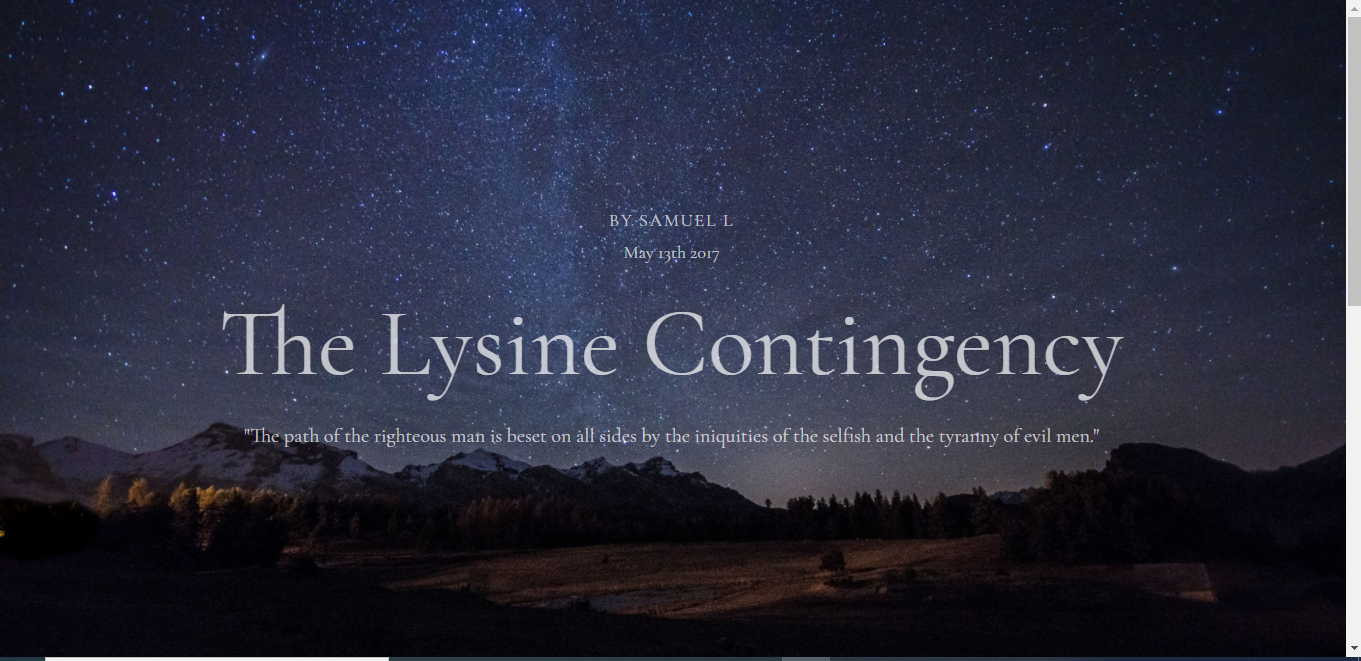 BY SAMUEL L
May 13th 2017
The Lysine Contingency
"The path of the righteous man is beset on all sides by the iniquities of the selfish and the tyranny of evil men."